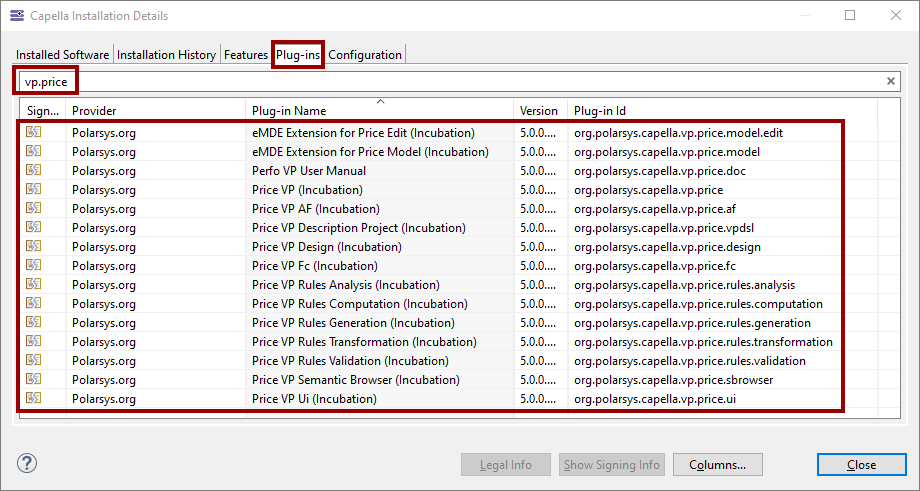 Capella Installation Details
Installed Software Installation History Features Plug-ins Configuration
vp.price
Sign... Provider Plug-in Name Version Plug-in Id
Polarsys.org eMDE Extension for Price Edit (Incubation) 5.0.0.... org.polarsys.capella.vp.price.model.edit
Polarsys.org eMDE Extension for Price Model (Incubation) 5.0.0.... org.polarsys.capella.vp.price.model
Polarsys.org Perfo VP User Manual 5.0.0.... org.polarsys.capella.vp.price.doc
Polarsys.org Price VP (Incubation) 5.0.0.... org.polarsys.capella.vp.price
Polarsys.org Price VP AF (Incubation) 5.0.0.... org.polarsys.capella.vp.price.af
Polarsys.org Price VP Description Project (Incubation) 5.0.0.... org.polarsys.capella.vp.price.vpdsl
Polarsys.org Price VP Design (Incubation) 5.0.0.... org.polarsys.capella.vp.price.design
Polarsys.org Price VP Fc (Incubation) 5.0.0.... org.polarsys.capella.vp.price.fc
Polarsys.org Price VP Rules Analysis (Incubation) 5.0.0.... org.polarsys.capella.vp.price.rules.analysis
Polarsys.org Price VP Rules Computation (Incubation) 5.0.0.... org.polarsys.capella.vp.price.rules.computation
Polarsys.org Price VP Rules Generation (Incubation) 5.0.0.... org.polarsys.capella.vp.price.rules.generation
Polarsys.org Price VP Rules Transformation (Incubation) 5.0.0.... org.polarsys.capella.vp.price.rules.transformation
Polarsys.org Price VP Rules Validation (Incubation) 5.0.0.... org.polarsys.capella.vp.price.rules.validation
Polarsys.org Price VP Semantic Browser (Incubation) 5.0.0.... org.polarsys.capella.vp.price.sbrowser
Polarsys.org Price VP Ui (Incubation) 5.0.0.... org.polarsys.capella.vp.price.ui
? Legal Info Show Signing Info Columns... Close